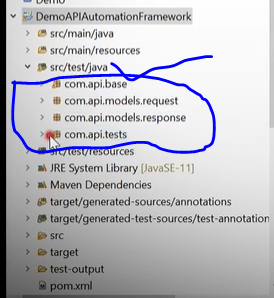 DemoAPIAutomationFramework
src/main/java
src/main/resources
src/test/java
com.api.base
com.api.models.request
com.api.models.response
com.api.tests
src/test/resources
JRE System Library [JavaSE-11]
Maven Dependencies
target/generated-sources/annotations
target/generated-test-sources/test-annotation
src
target
test-output
pom.xml